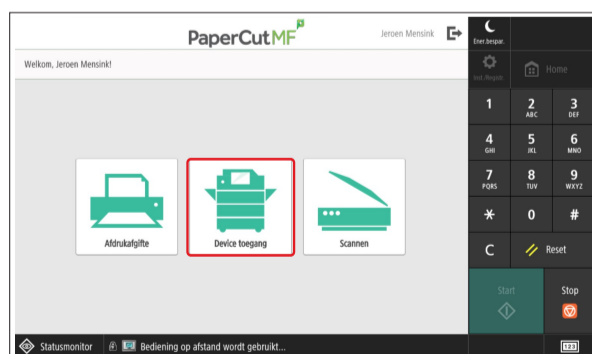 PaperCutMF P
Jeroen Mensink
Welkom, Jeroen Mensink!
Afdrukafgifte
Device toegang
Scannen
Ener.bespar.
Inst./Registr.
Home
1
2 ABC
3 DEF
4 GHI
5 JKL
6 MNO
7 PQRS
8 TUV
9 WXYZ
* 0 #
C
Reset
Start
Stop
Statusmonitor
Bediening op afstand wordt gebruikt...
123